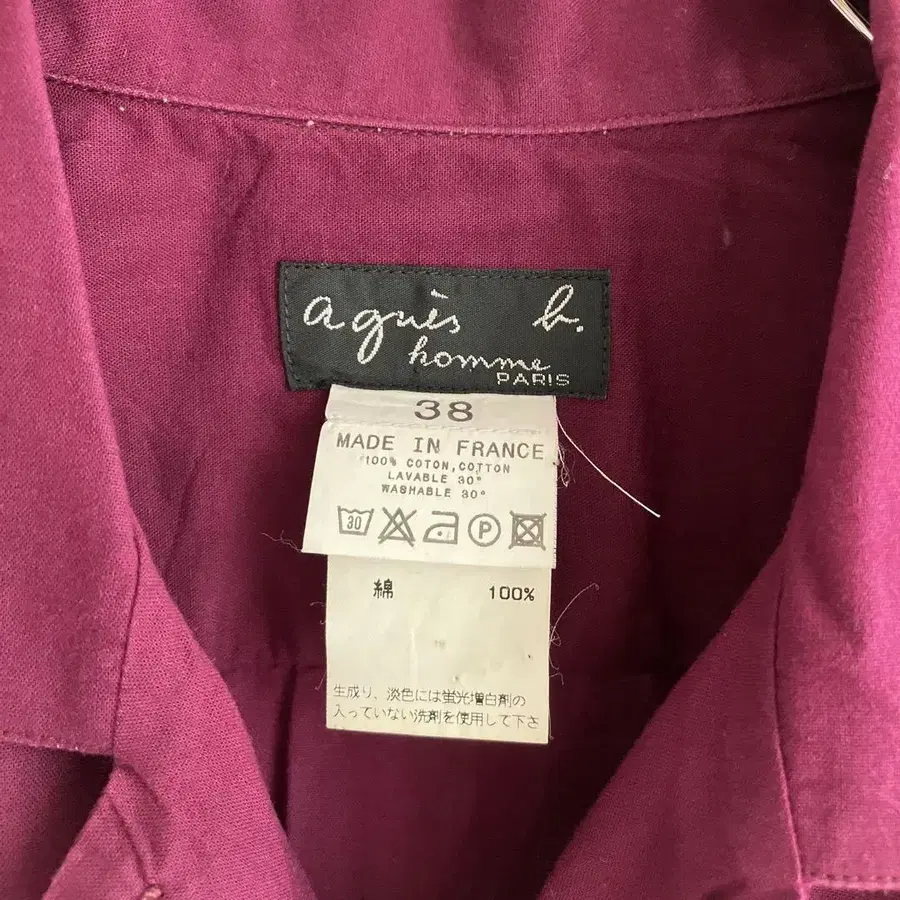 agnès b.
homme
PARIS
38
MADE IN FRANCE
100% COTON, COTTON
LAVABLE 30°
WASHABLE 30°
30 P
綿 100%
生成り、淡色には蛍光増白剤の
入っていない洗剤を使用して下さ